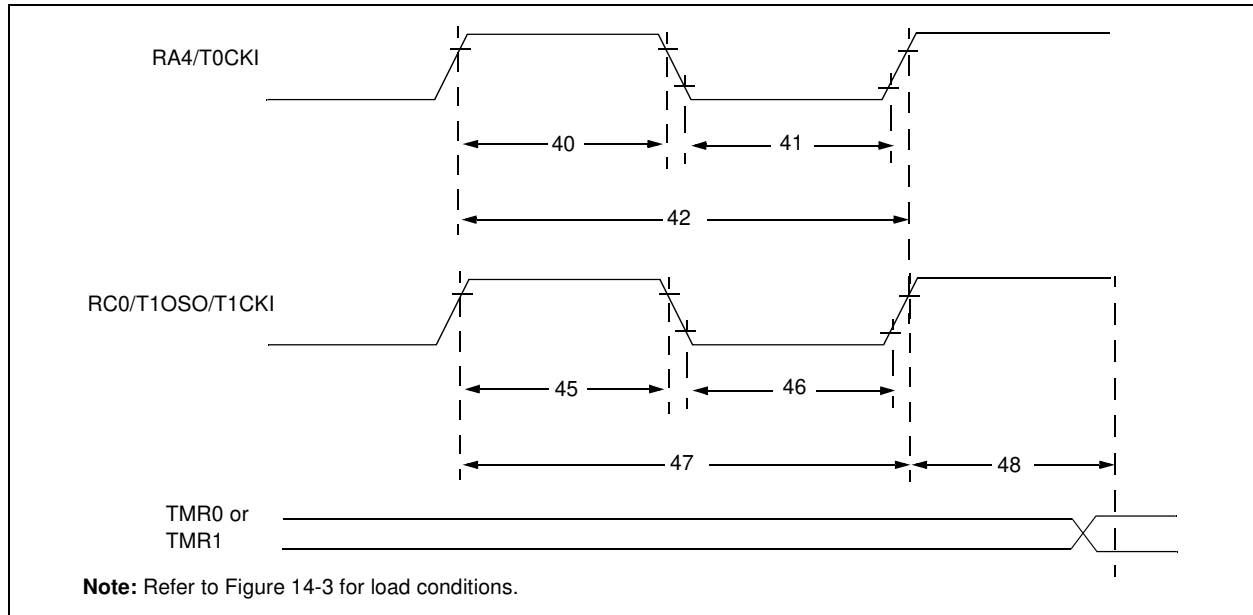 RA4/T0CKI
40
41
42
RC0/T1OSO/T1CKI
45
46
47
48
TMR0 or
TMR1
Note: Refer to Figure 14-3 for load conditions.